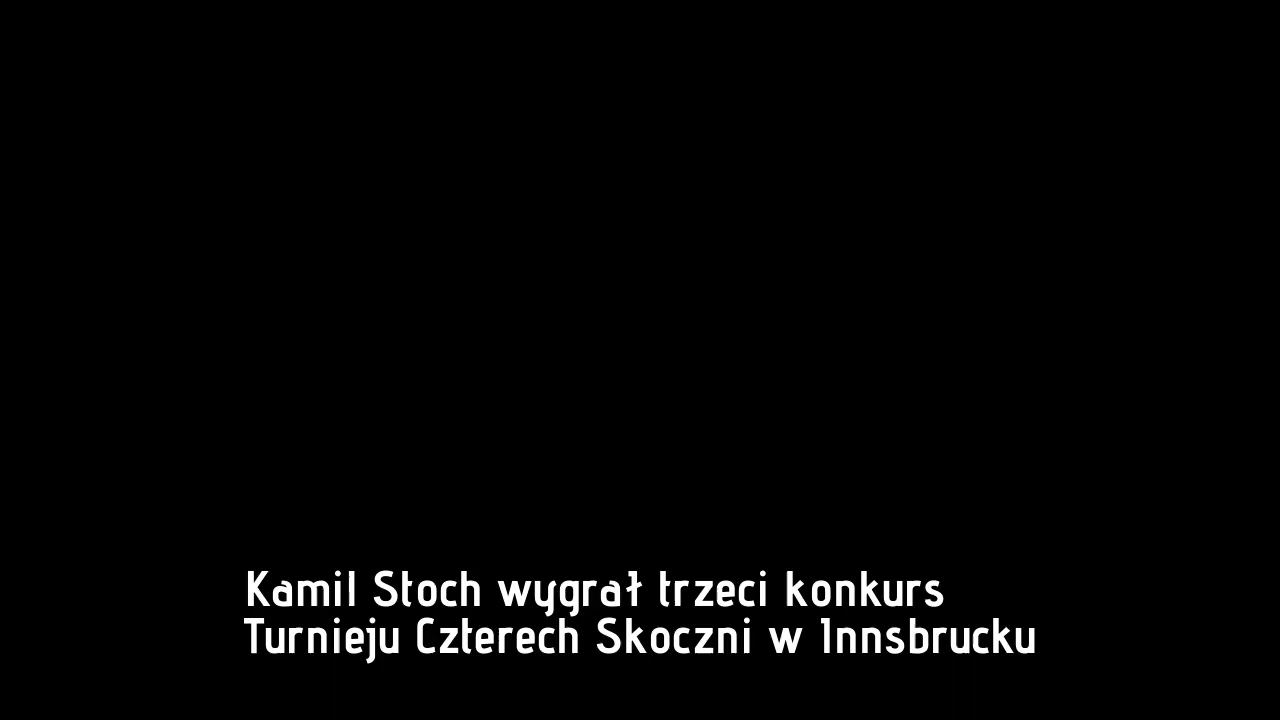 Kamil Stoch wygrał trzeci konkurs
Turnieju Czterech Skoczni w Innsbrucku